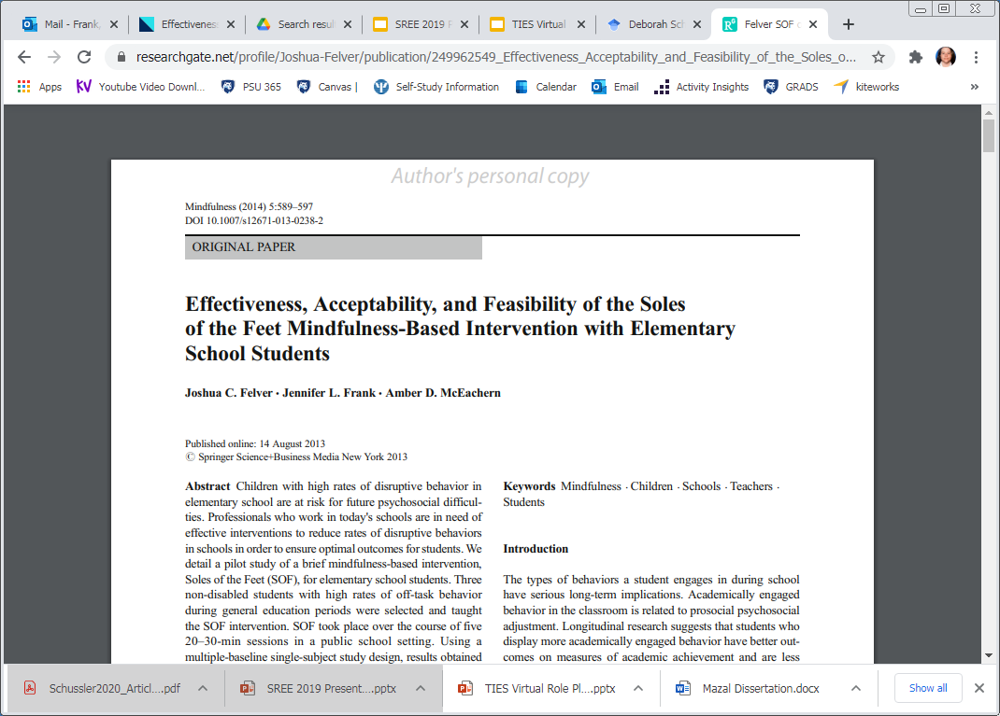 Mail - Frank,
Effectiveness
Search resul
SREE 2019 P
TIES Virtual
Deborah Sch
Felver SOF c
researchgate.net/profile/Joshua-Felver/publication/249962549_Effectiveness_Acceptability_and_Feasibility_of_the_Soles_o...
Apps
Youtube Video Downl...
PSU 365
Canvas |
Self-Study Information
Calendar
Email
Activity Insights
GRADS
kiteworks
»
Author's personal copy
Mindfulness (2014) 5:589–597
DOI 10.1007/s12671-013-0238-2
ORIGINAL PAPER
Effectiveness, Acceptability, and Feasibility of the Soles
of the Feet Mindfulness-Based Intervention with Elementary
School Students
Joshua C. Felver · Jennifer L. Frank · Amber D. McEachern
Published online: 14 August 2013
© Springer Science+Business Media New York 2013
Abstract Children with high rates of disruptive behavior in
elementary school are at risk for future psychosocial difficul-
ties. Professionals who work in today's schools are in need of
effective interventions to reduce rates of disruptive behaviors
in schools in order to ensure optimal outcomes for students. We
detail a pilot study of a brief mindfulness-based intervention,
Soles of the Feet (SOF), for elementary school students. Three
non-disabled students with high rates of off-task behavior
during general education periods were selected and taught
the SOF intervention. SOF took place over the course of five
20–30-min sessions in a public school setting. Using a
multiple-baseline single-subject study design, results obtained
Keywords Mindfulness · Children · Schools · Teachers ·
Students
Introduction
The types of behaviors a student engages in during school
have serious long-term implications. Academically engaged
behavior in the classroom is related to prosocial psychosocial
adjustment. Longitudinal research suggests that students who
display more academically engaged behavior have better out-
comes on measures of academic achievement and are less
Schussler2020_Articl....pdf
SREE 2019 Present....pptx
TIES Virtual Role Pl....pptx
Mazal Dissertation.docx
Show all